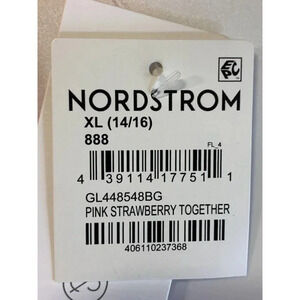 NORDSTROM
XL (14/16)
888
FL_4
4 39114 17751 1
GL448548BG
PINK STRAWBERRY TOGETHER
406110237368